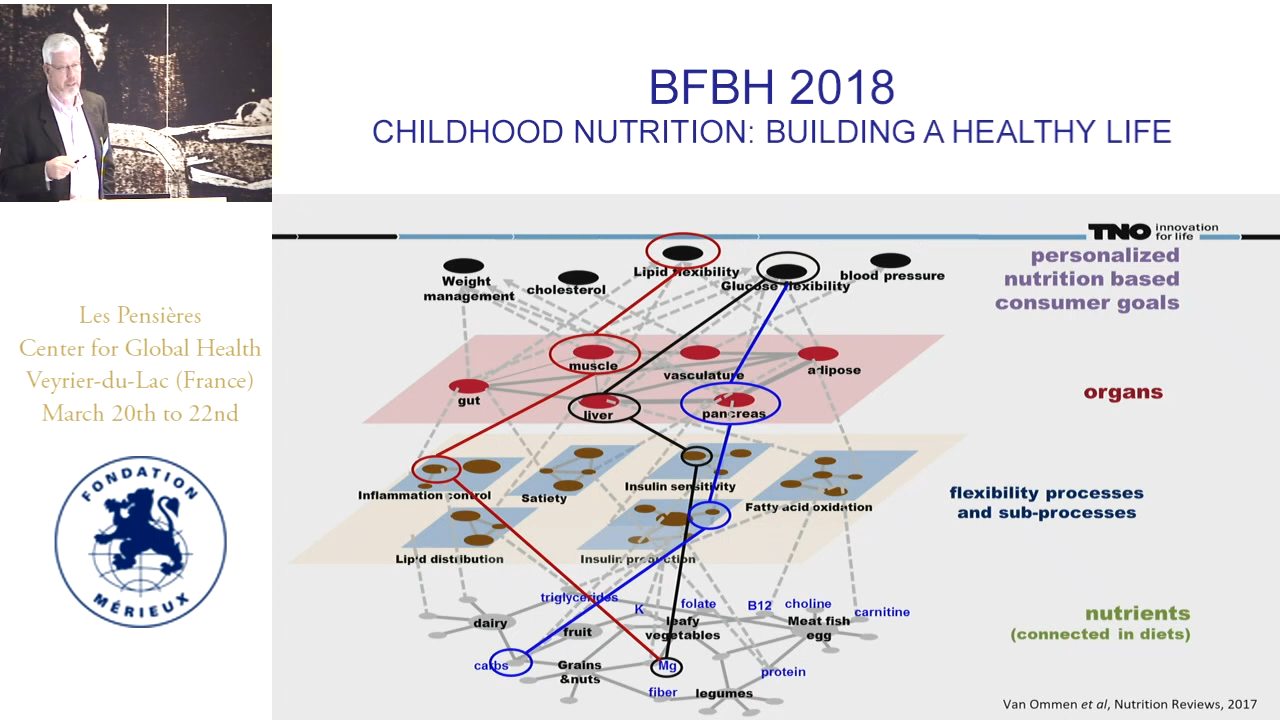 BFBH 2018
CHILDHOOD NUTRITION: BUILDING A HEALTHY LIFE
Les Pensières
Center for Global Health
Veyrier-du-Lac (France)
March 20th to 22nd
FONDATION
MÉRIEUX
TNO innovation
for life
personalized
nutrition based
consumer goals
Weight
management
cholesterol
Lipid flexibility
Glucose flexibility
blood pressure
organs
muscle
vasculature
adipose
gut
liver
pancreas
flexibility processes
and sub-processes
Inflammation control
Satiety
Insulin sensitivity
Fatty acid oxidation
Lipid distribution
Insulin production
nutrients
(connected in diets)
triglycerides
K
folate
B12
choline
carnitine
dairy
fruit
leafy
vegetables
Meat fish
egg
carbs
Grains
&nuts
Mg
protein
fiber
legumes
Van Ommen et al, Nutrition Reviews, 2017